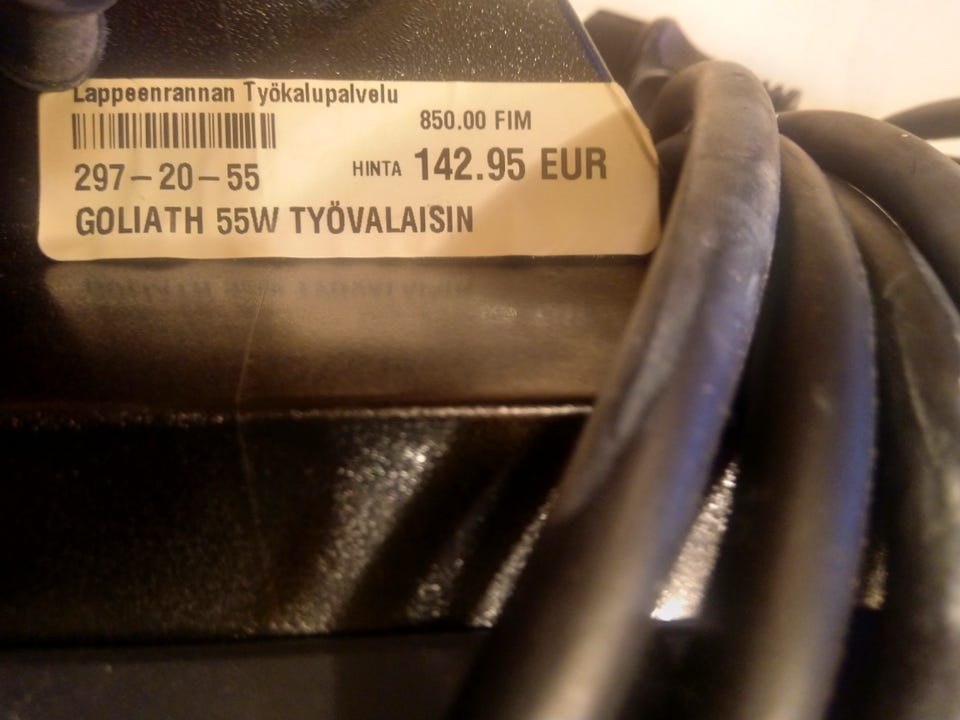 Lappeenrannan Työkalupalvelu
850.00 FIM
297-20-55 HINTA 142.95 EUR
GOLIATH 55W TYÖVALAISIN